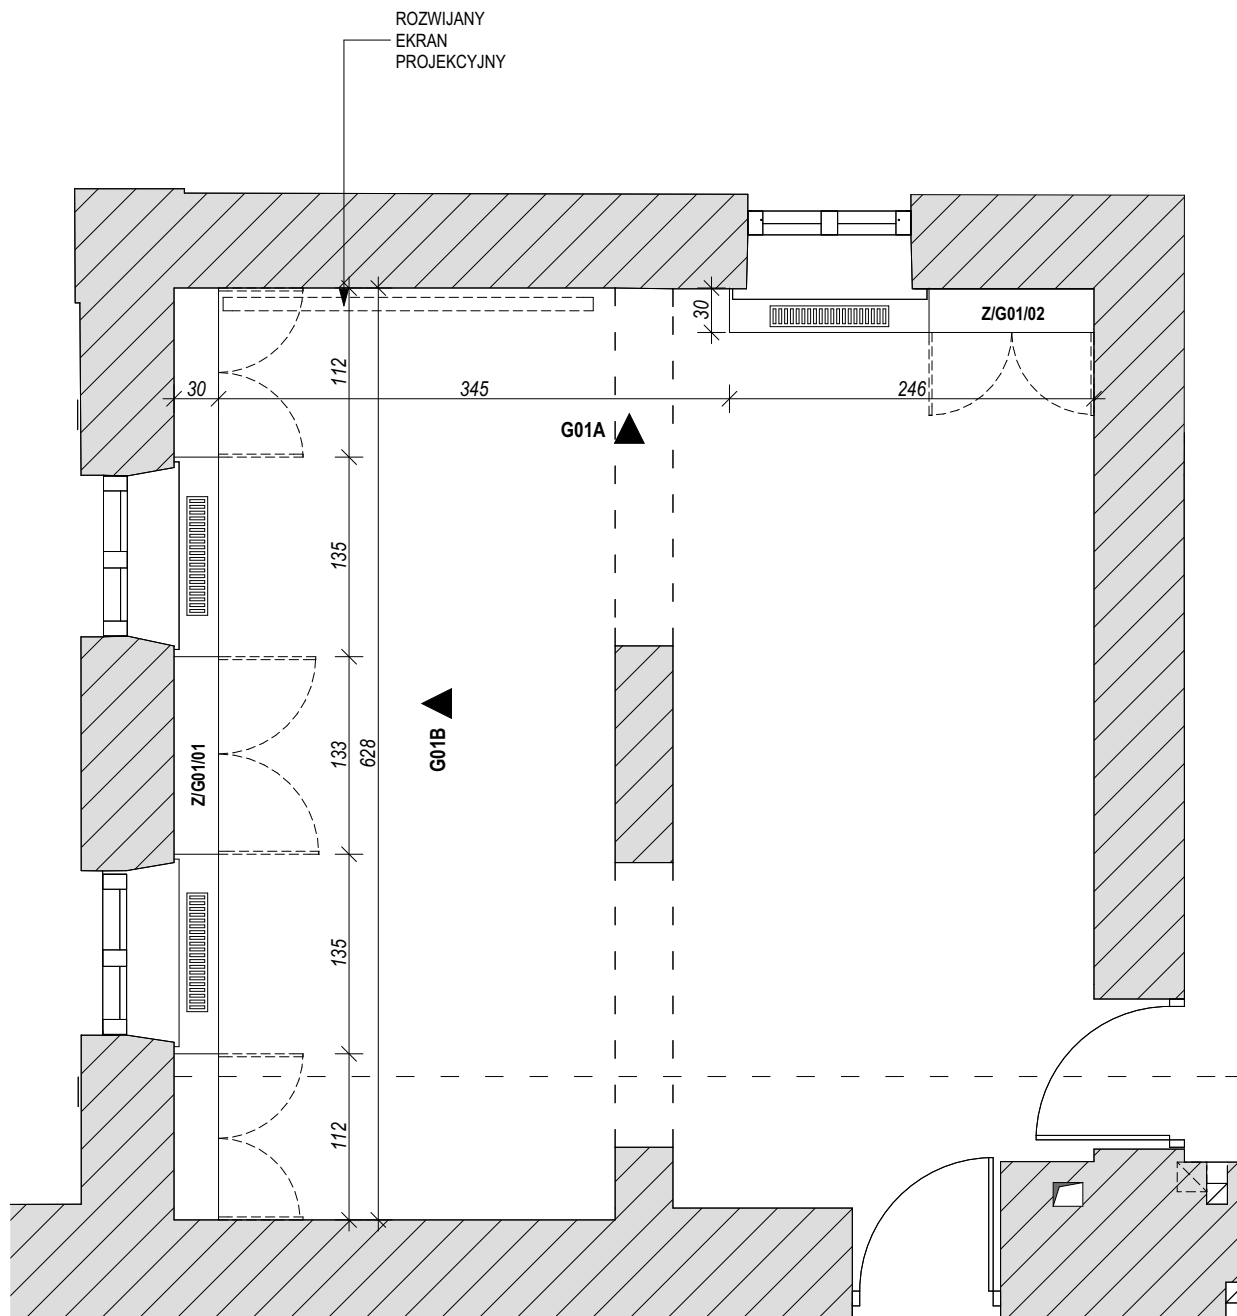 ROZWIJANY
EKRAN
PROJEKCYJNY
30
Z/G01/02
112
30
345
246
G01A
135
Z/G01/01
133
628
G01B
135
112